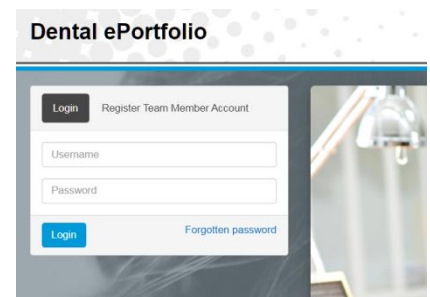 Dental ePortfolio
Login Register Team Member Account
Username
Password
Login Forgotten password